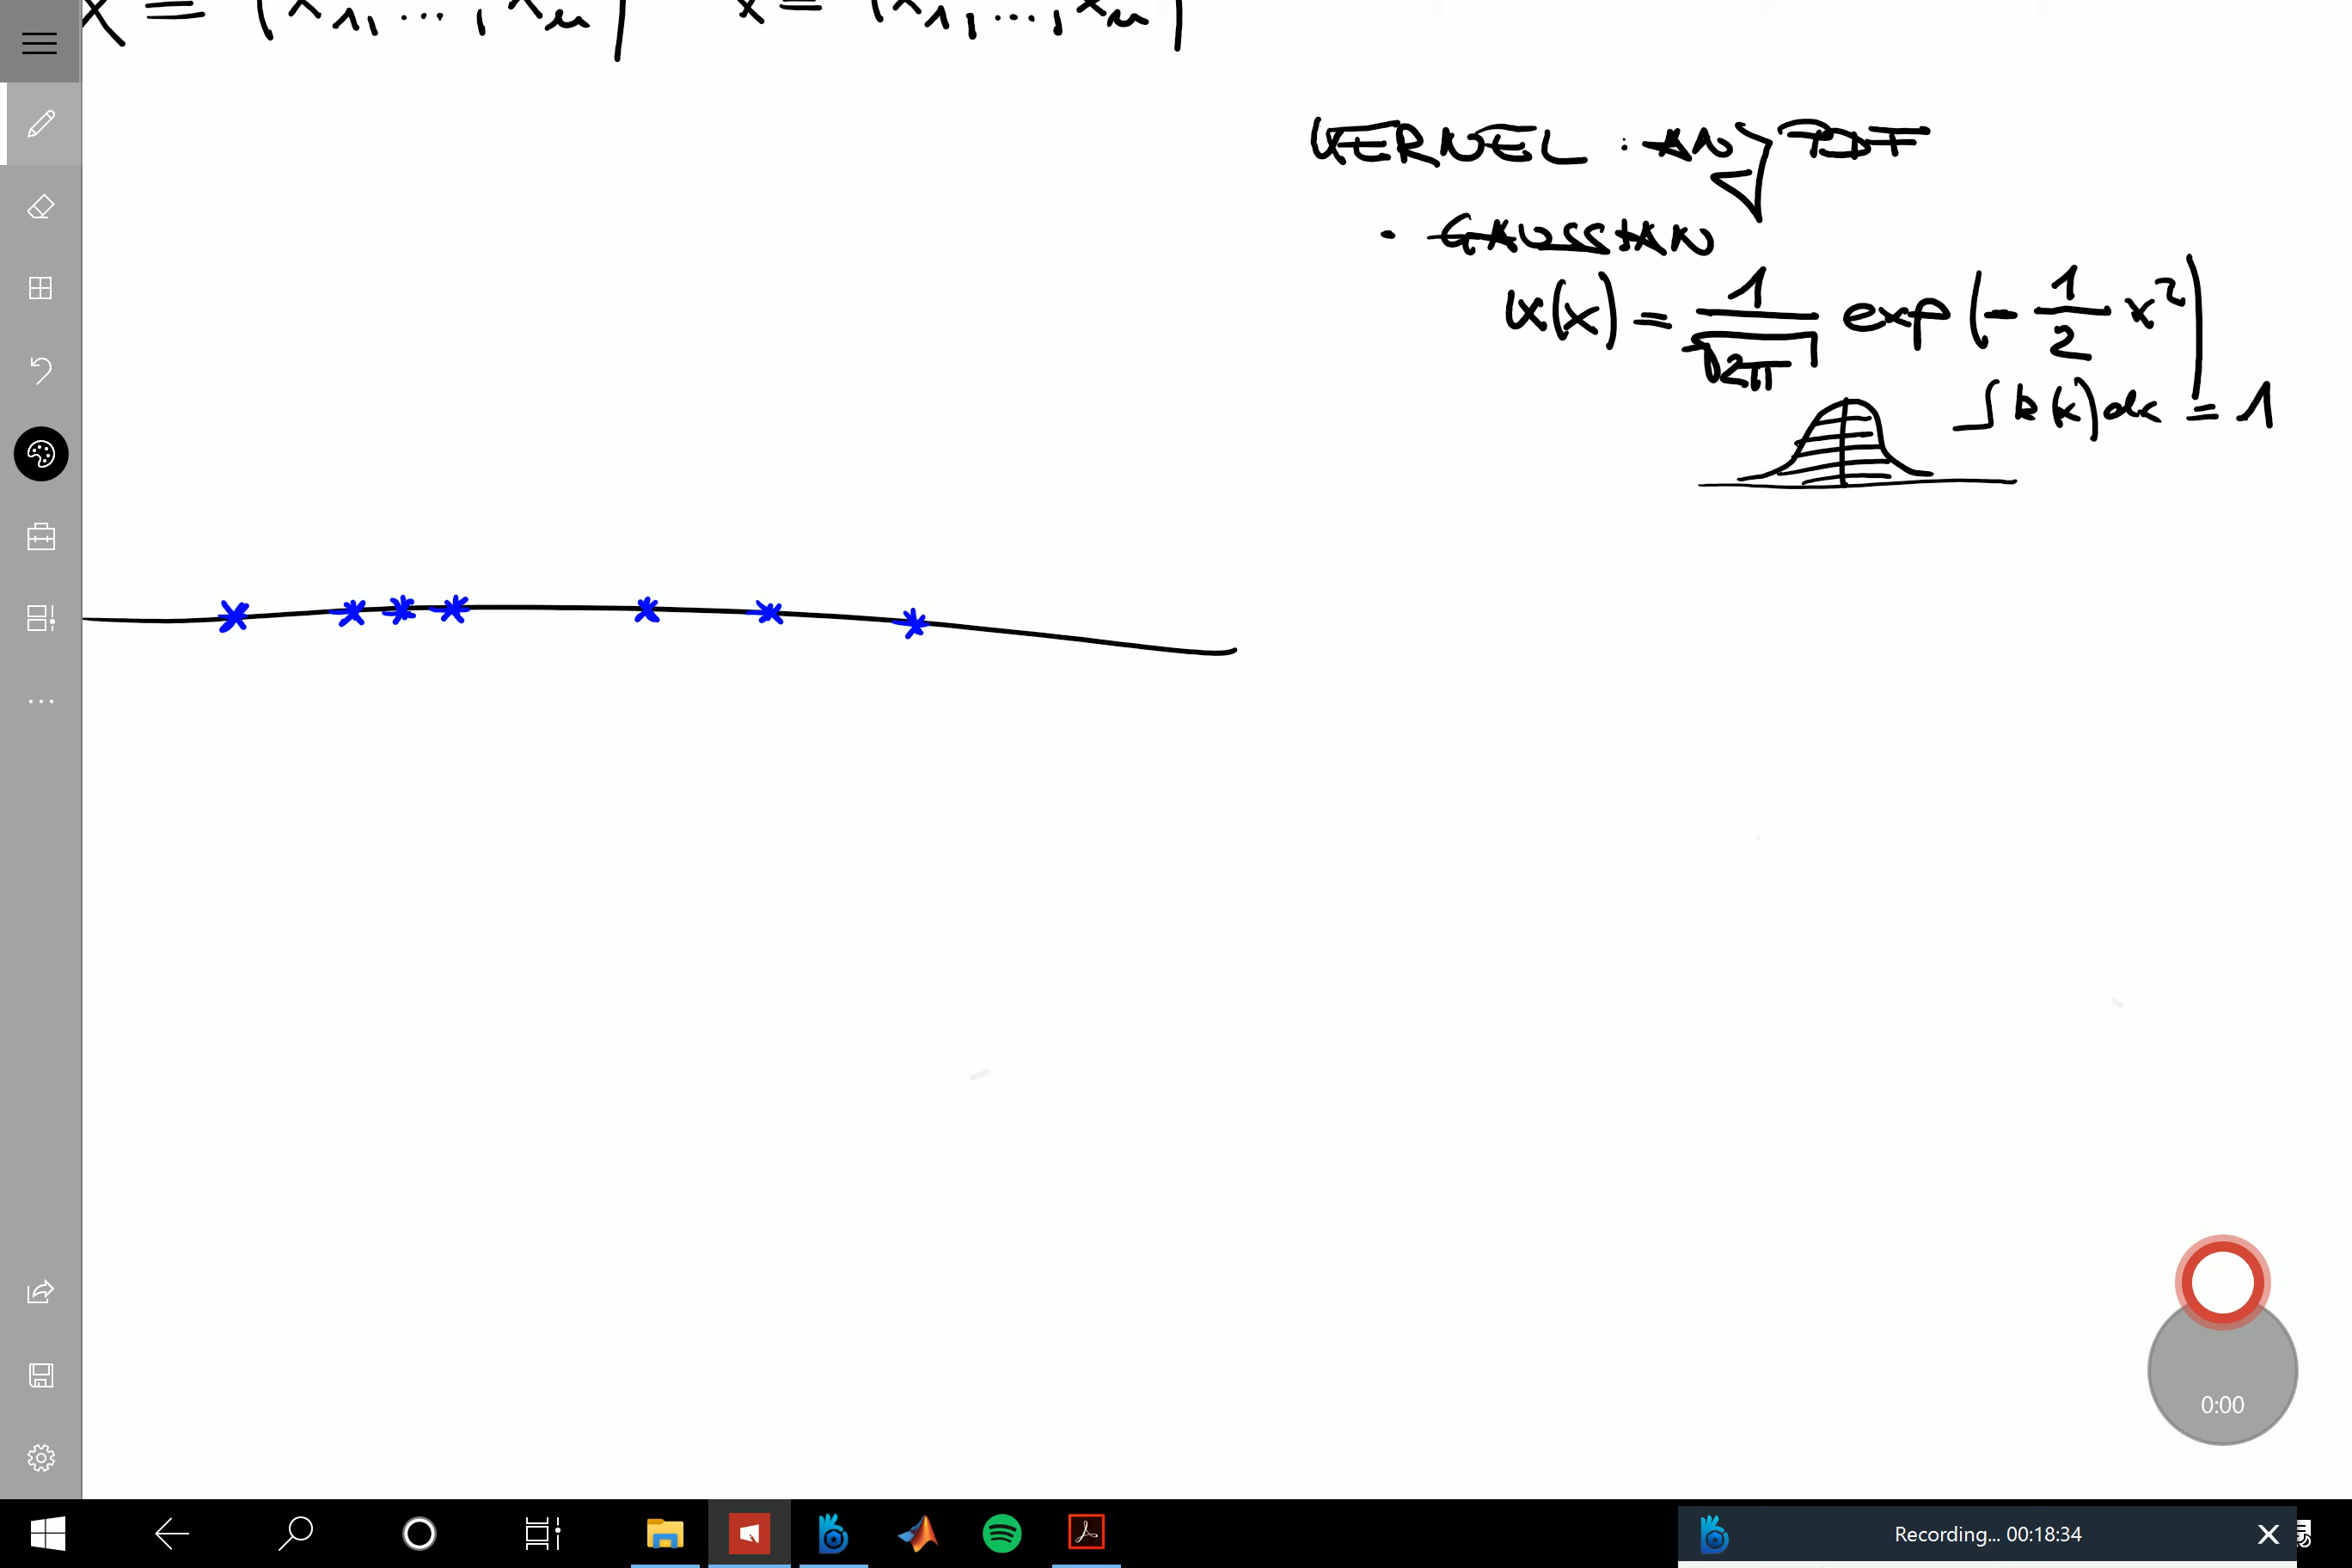 X = (X₁, ..., Xₙ) x = (x₁, ..., xₙ)
KERNEL : ANY PDF
· GAUSSIAN
K(x) = 1/√2π exp(-1/2 x²)
∫k(x)dx = 1
0:00
Recording... 00:18:34